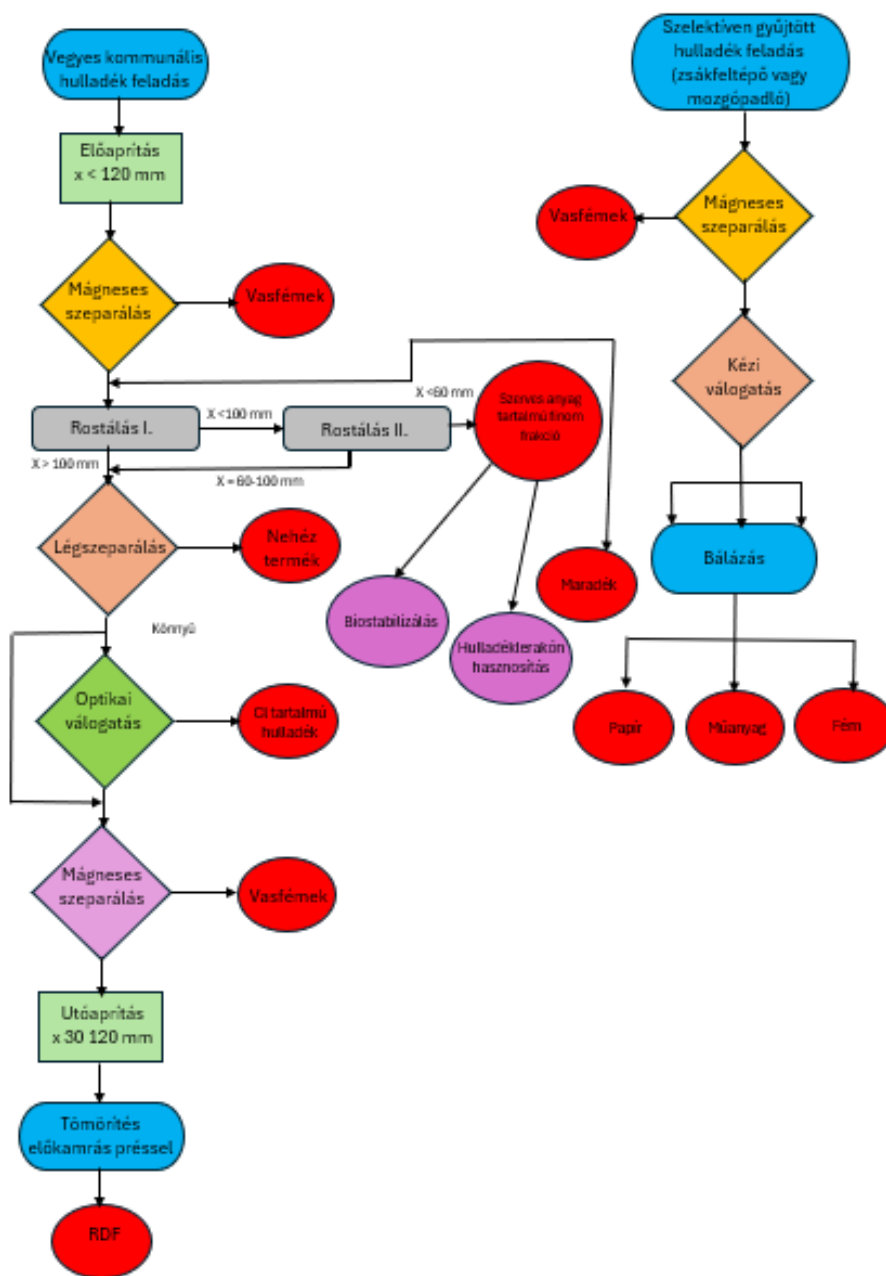 Vegyes kommunális
hulladék feladás
Előaprítás
x < 120 mm
Mágneses
szeparálás
Vasfémek
Rostálás I.
X <100 mm
Rostálás II.
X <60 mm
Szerves anyag
tartalmú finom
frakció
X > 100 mm
X = 60-100 mm
Légszeparálás
Nehéz
termék
Biostabilizálás
Hulladéklerakón
hasznosítás
Maradék
Könnyű
Optikai
válogatás
Cl tartalmú
hulladék
Mágneses
szeparálás
Vasfémek
Utóaprítás
x 30 120 mm
Tömörítés
előkamrás préssel
RDF
Szelektíven gyűjtött
hulladék feladás
(zsákfeltépő vagy
mozgópadló)
Mágneses
szeparálás
Vasfémek
Kézi
válogatás
Bálázás
Papír
Műanyag
Fém